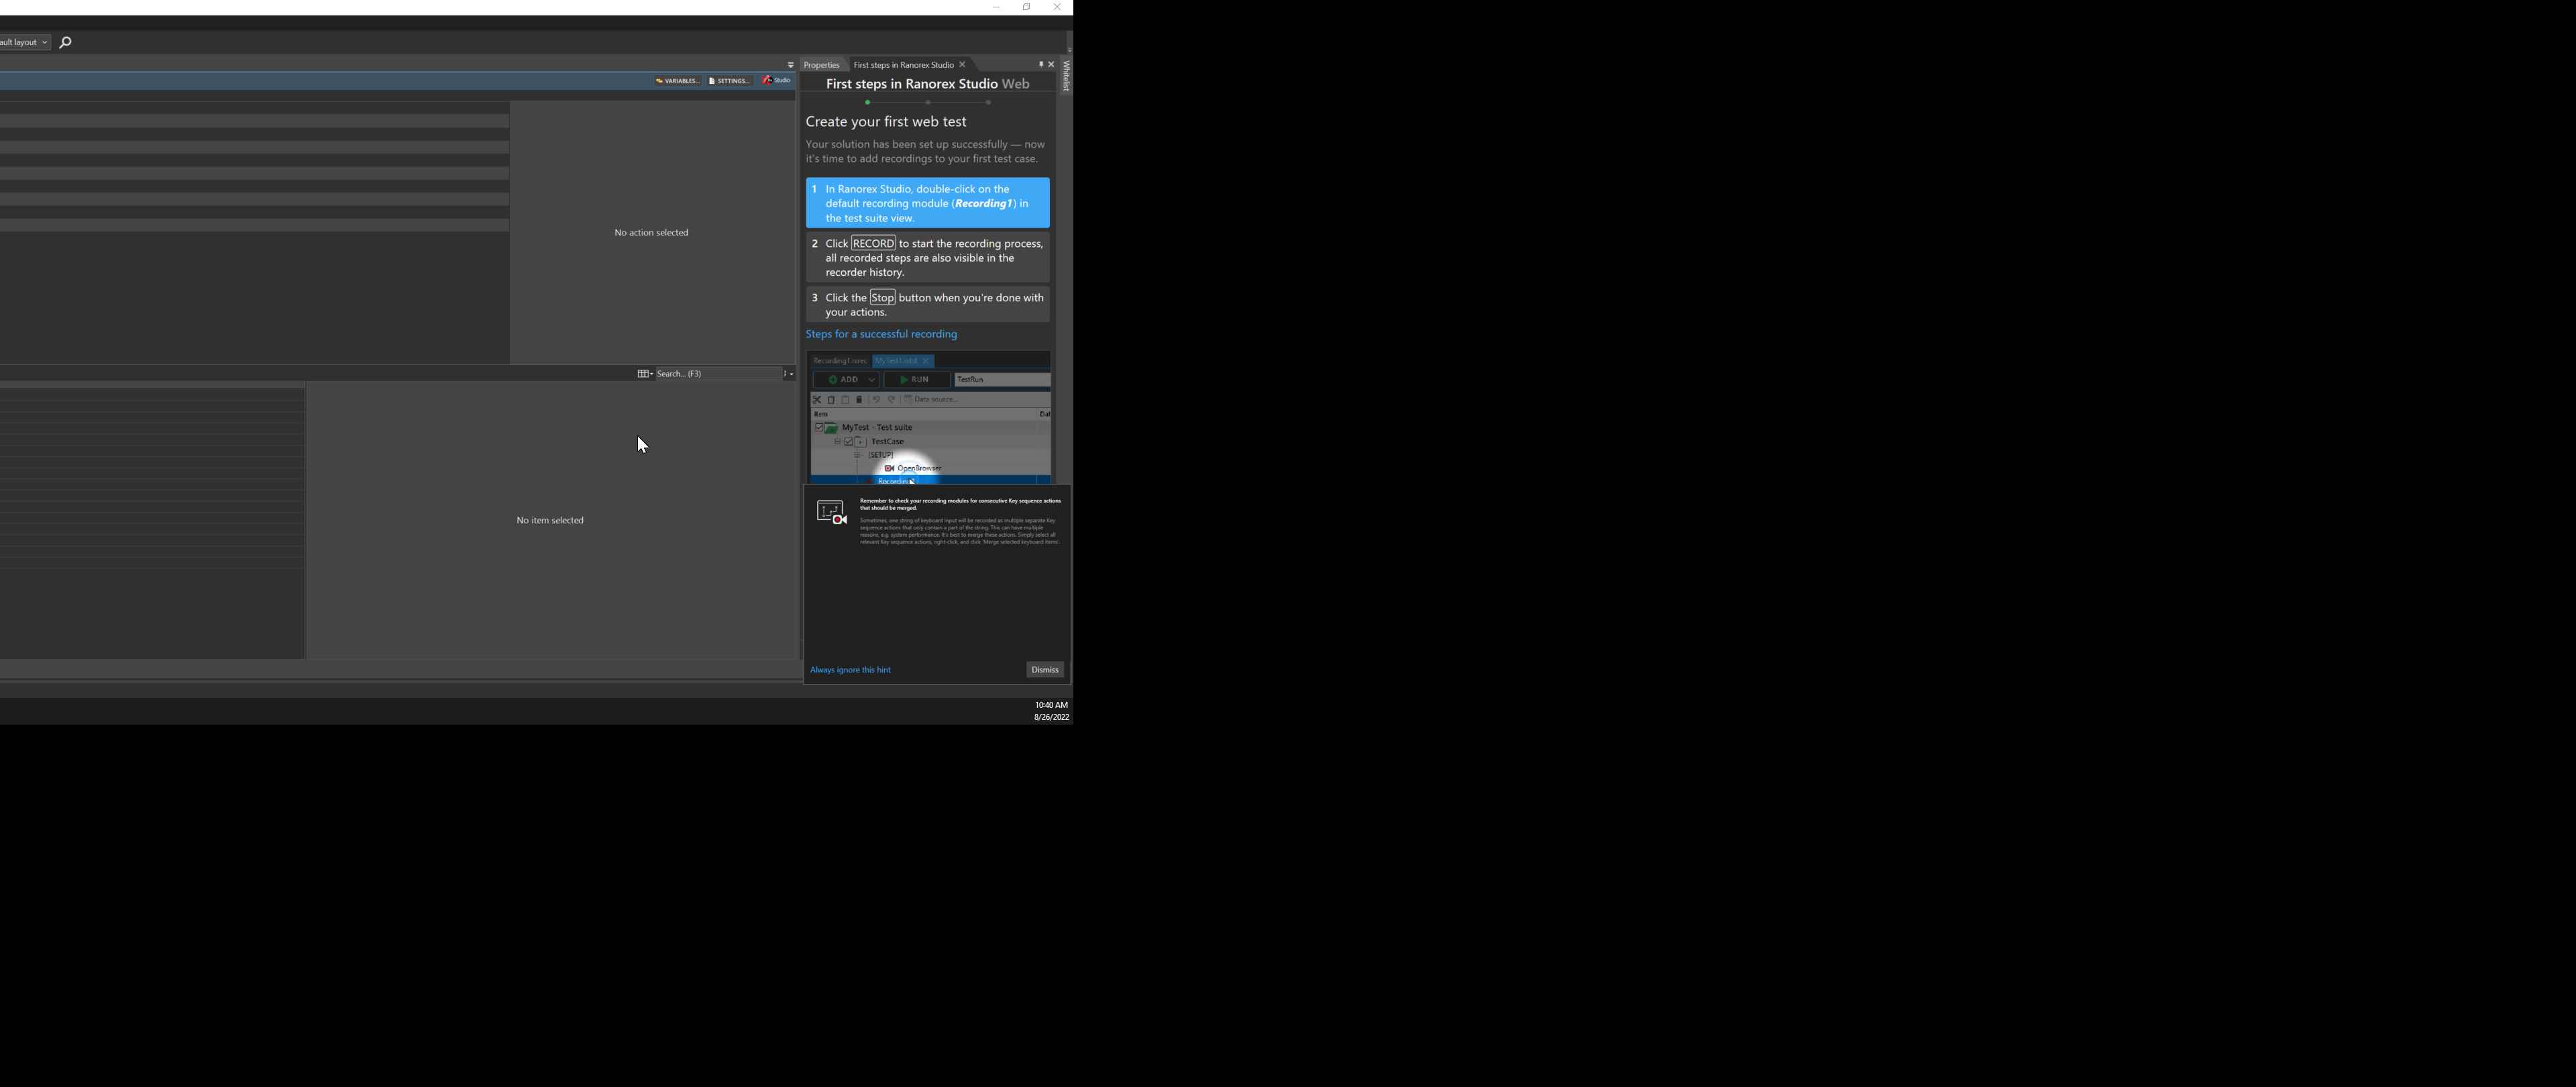 ault layout
VARIABLES...
SETTINGS...
Studio
No action selected
Search... (F3)
No item selected
Properties
First steps in Ranorex Studio
Whitelist
First steps in Ranorex Studio Web
Create your first web test
Your solution has been set up successfully — now
it's time to add recordings to your first test case.
1 In Ranorex Studio, double-click on the
default recording module (Recording1) in
the test suite view.
2 Click RECORD to start the recording process,
all recorded steps are also visible in the
recorder history.
3 Click the Stop button when you're done with
your actions.
Steps for a successful recording
ADD
RUN
TestRun
Data source...
Item
Dat
MyTest - Test suite
TestCase
[SETUP]
OpenBrowser
Remember to check your recording modules for consecutive Key sequence actions
that should be merged.
Sometimes, one string of keyboard input will be recorded as multiple separate Key
sequence actions that only contain a part of the string. This can have multiple
reasons, e.g. system performance. It's best to merge these actions. Simply select all
relevant Key sequence actions, right-click, and click 'Merge selected keyboard items'.
Always ignore this hint
Dismiss
10:40 AM
8/26/2022